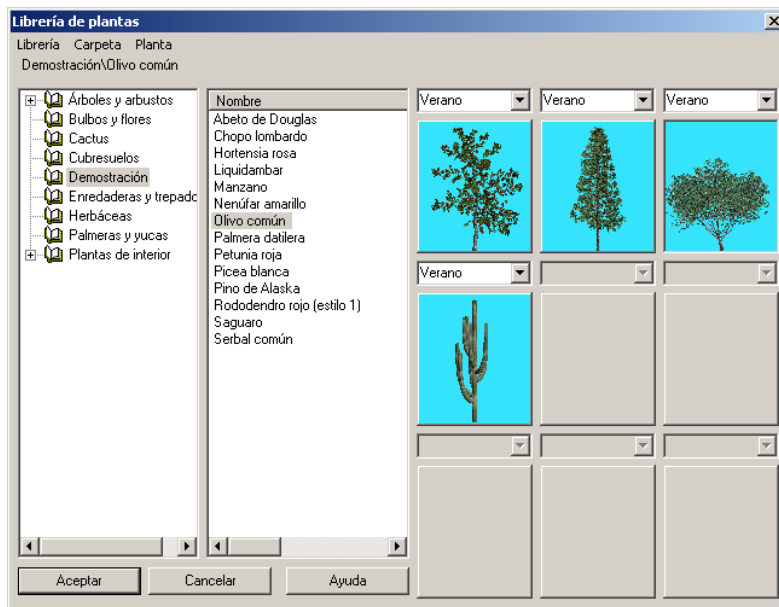 Librería de plantas
Librería Carpeta Planta
Demostración\Olivo común
Árboles y arbustos
Bulbos y flores
Cactus
Cubresuelos
Demostración
Enredaderas y trepado
Herbáceas
Palmeras y yucas
Plantas de interior
Nombre
Abeto de Douglas
Chopo lombardo
Hortensia rosa
Liquidambar
Manzano
Nenúfar amarillo
Olivo común
Palmera datilera
Petunia roja
Picea blanca
Pino de Alaska
Rododendro rojo (estilo 1)
Saguaro
Serbal común
Verano Verano Verano
Verano
Aceptar Cancelar Ayuda